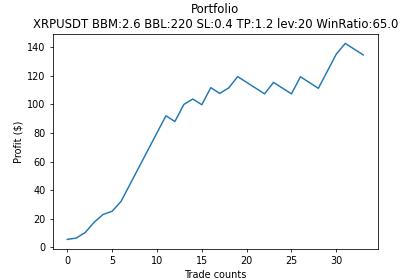 Portfolio
XRPUSDT BBM:2.6 BBL:220 SL:0.4 TP:1.2 lev:20 WinRatio:65.0
140
120
100
80
60
40
20
0
Profit ($)
0 5 10 15 20 25 30
Trade counts